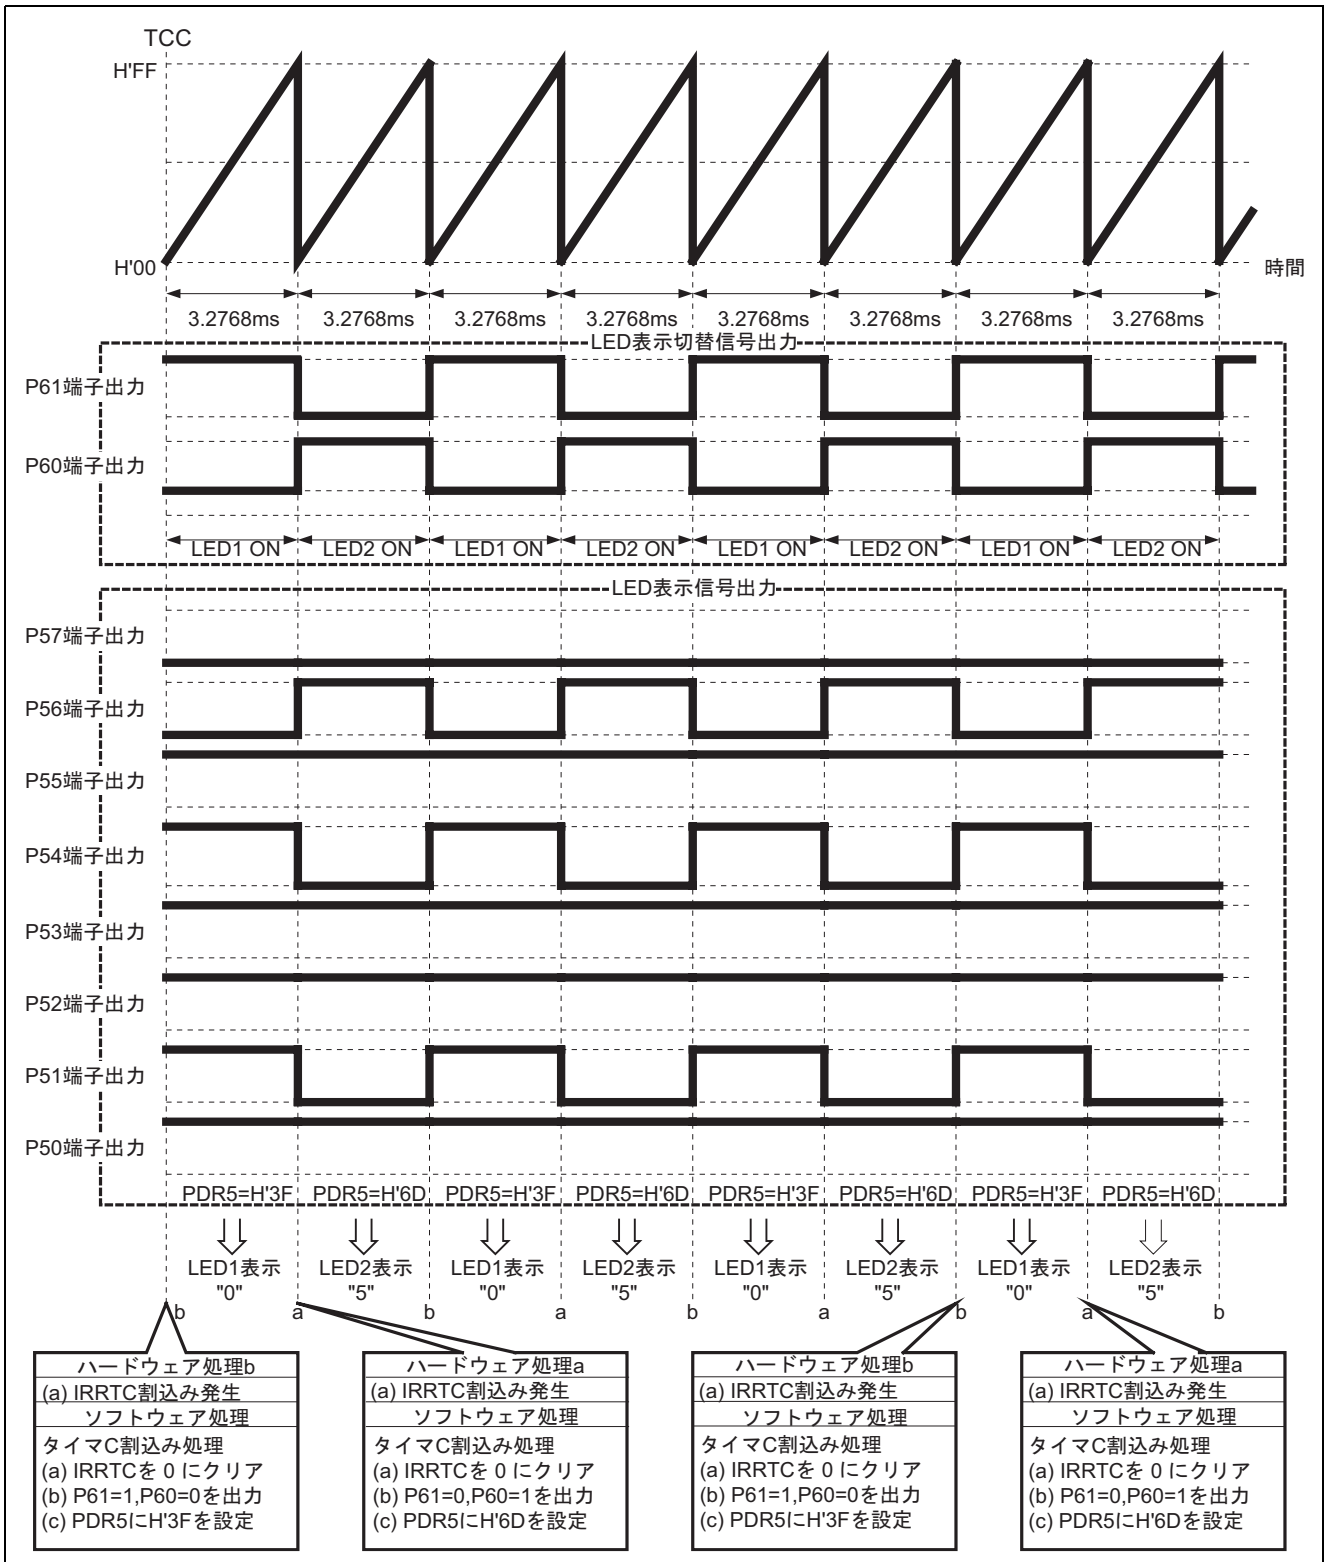 TCC
H'FF
H'00
時間
3.2768ms 3.2768ms 3.2768ms 3.2768ms 3.2768ms 3.2768ms 3.2768ms 3.2768ms
LED表示切替信号出力
P61端子出力
P60端子出力
LED1 ON LED2 ON LED1 ON LED2 ON LED1 ON LED2 ON LED1 ON LED2 ON
LED表示信号出力
P57端子出力
P56端子出力
P55端子出力
P54端子出力
P53端子出力
P52端子出力
P51端子出力
P50端子出力
PDR5=H'3F PDR5=H'6D PDR5=H'3F PDR5=H'6D PDR5=H'3F PDR5=H'6D PDR5=H'3F PDR5=H'6D
LED1表示 LED2表示 LED1表示 LED2表示 LED1表示 LED2表示 LED1表示 LED2表示
"0" "5" "0" "5" "0" "5" "0" "5"
b a b a b a b a b
ハードウェア処理b
(a) IRRTC割込み発生
ソフトウェア処理
タイマC割込み処理
(a) IRRTCを 0 にクリア
(b) P61=1,P60=0を出力
(c) PDR5にH'3Fを設定
ハードウェア処理a
(a) IRRTC割込み発生
ソフトウェア処理
タイマC割込み処理
(a) IRRTCを 0 にクリア
(b) P61=0,P60=1を出力
(c) PDR5にH'6Dを設定
ハードウェア処理b
(a) IRRTC割込み発生
ソフトウェア処理
タイマC割込み処理
(a) IRRTCを 0 にクリア
(b) P61=1,P60=0を出力
(c) PDR5にH'3Fを設定
ハードウェア処理a
(a) IRRTC割込み発生
ソフトウェア処理
タイマC割込み処理
(a) IRRTCを 0 にクリア
(b) P61=0,P60=1を出力
(c) PDR5にH'6Dを設定